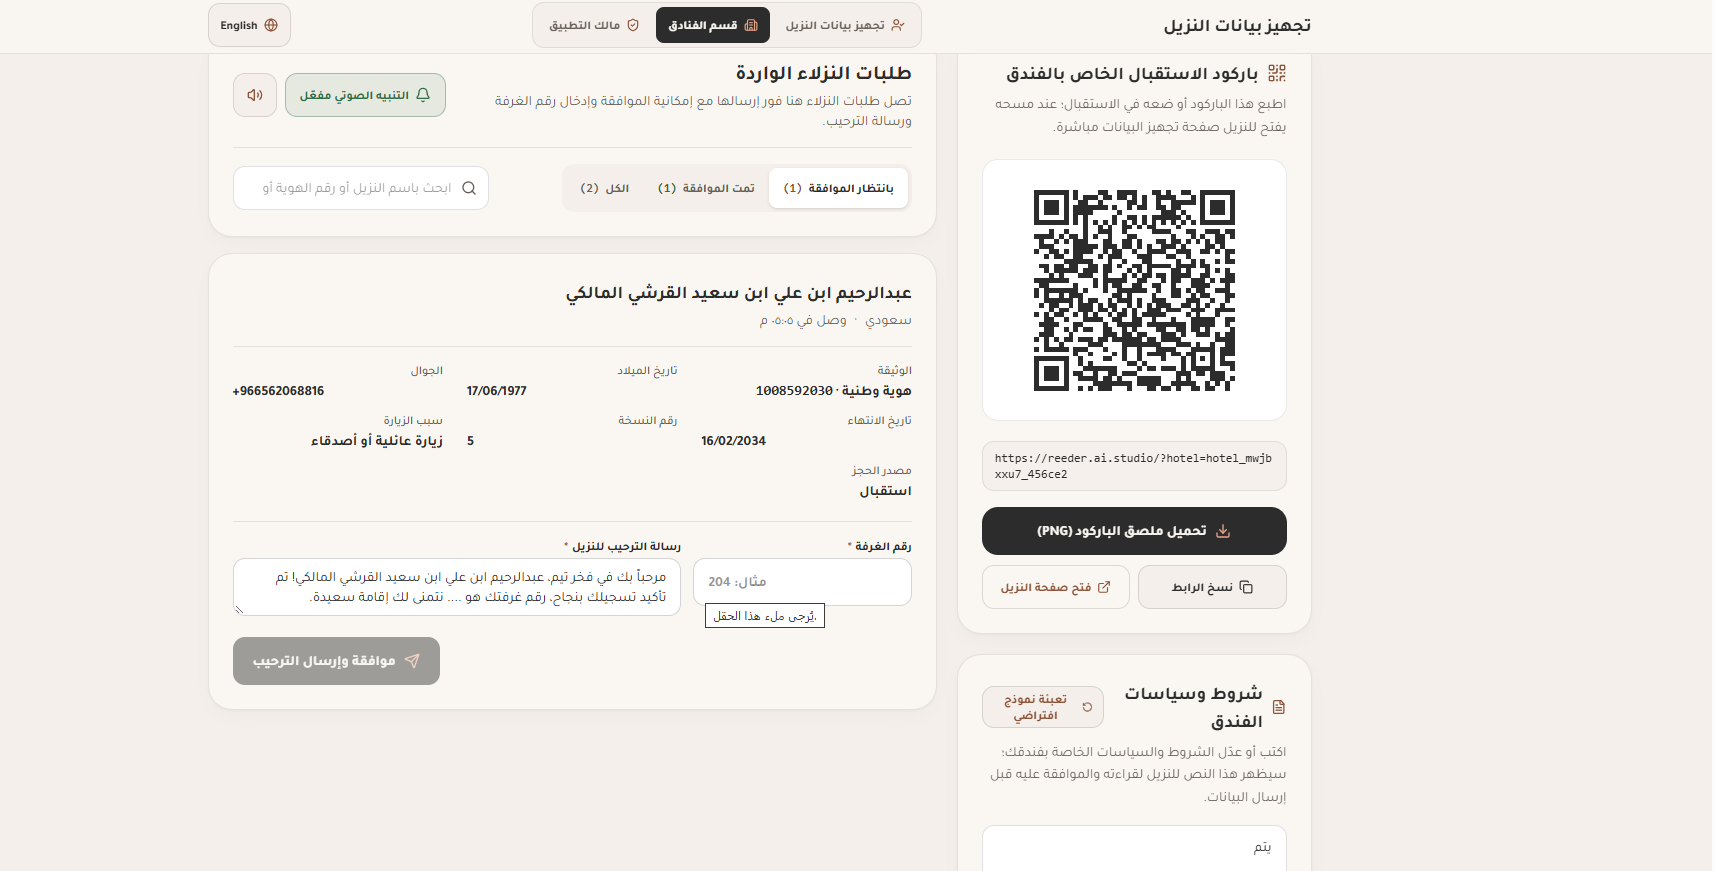 تجهيز بيانات النزيل
تجهيز بيانات النزيل
قسم الفنادق
مالك التطبيق
English
باركود الاستقبال الخاص بالفندق
اطبع هذا الباركود أو ضعه في الاستقبال؛ عند مسحه
يفتح للنزيل صفحة تجهيز البيانات مباشرة.
https://reeder.ai.studio/?hotel=hotel_mwjb
xxu7_456ce2
تحميل ملصق الباركود (PNG)
نسخ الرابط
فتح صفحة النزيل
شروط وسياسات
الفندق
تعبئة نموذج
افتراضي
اكتب أو عدّل الشروط والسياسات الخاصة بفندقك؛
سيظهر هذا النص للنزيل لقراءته والموافقة عليه قبل
إرسال البيانات.
يتم
طلبات النزلاء الواردة
تصل طلبات النزلاء هنا فور إرسالها مع إمكانية الموافقة وإدخال رقم الغرفة
ورسالة الترحيب.
التنبيه الصوتي مفعّل
بانتظار الموافقة (1)
تمت الموافقة (1)
الكل (2)
ابحث باسم النزيل أو رقم الهوية أو
عبدالرحيم ابن علي ابن سعيد القرشي المالكي
سعودي · وصل في ٠٥:٠٥ م
الوثيقة
هوية وطنية · 1008592030
تاريخ الميلاد
17/06/1977
الجوال
+966562068816
تاريخ الانتهاء
16/02/2034
رقم النسخة
5
سبب الزيارة
زيارة عائلية أو أصدقاء
مصدر الحجز
استقبال
رقم الغرفة *
مثال: 204
يُرجى ملء هذا الحقل.
رسالة الترحيب للنزيل *
مرحباً بك في فخر تيم، عبدالرحيم ابن علي ابن سعيد القرشي المالكي! تم
تأكيد تسجيلك بنجاح، رقم غرفتك هو .... نتمنى لك إقامة سعيدة.
موافقة وإرسال الترحيب